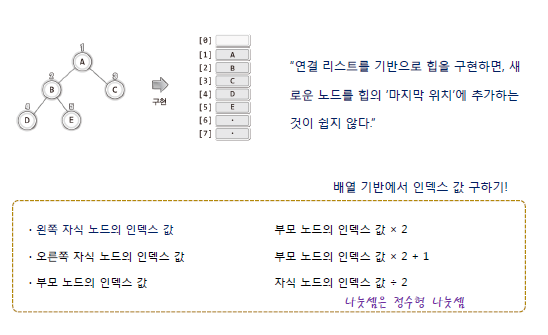 1
A
2
3
B
C
4
5
D
E
구현
[0]
[1] A
[2] B
[3] C
[4] D
[5] E
[6] ·
[7] ·
"연결 리스트를 기반으로 힙을 구현하면, 새
로운 노드를 힙의 '마지막 위치'에 추가하는
것이 쉽지 않다."
배열 기반에서 인덱스 값 구하기!
· 왼쪽 자식 노드의 인덱스 값 부모 노드의 인덱스 값 × 2
· 오른쪽 자식 노드의 인덱스 값 부모 노드의 인덱스 값 × 2 + 1
· 부모 노드의 인덱스 값 자식 노드의 인덱스 값 ÷ 2
나눗셈은 정수형 나눗셈